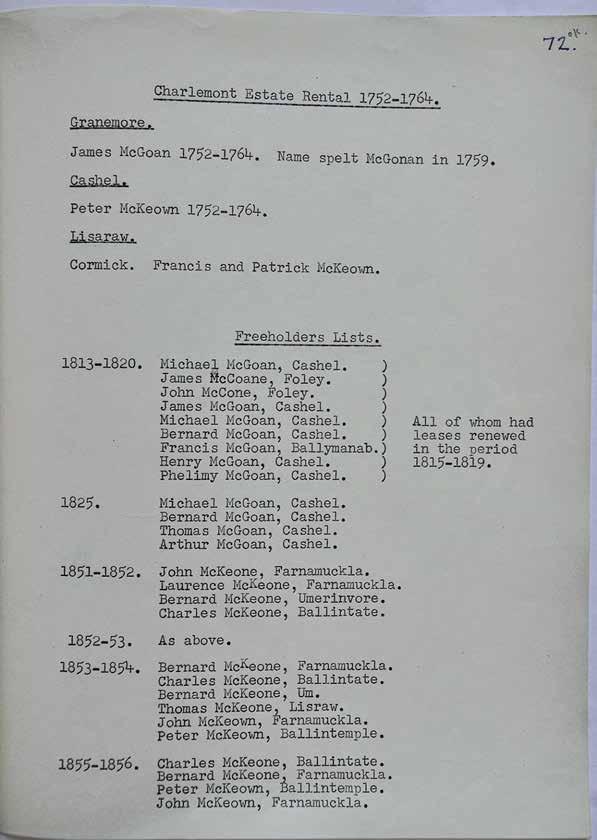 72. ok.
Charlemont Estate Rental 1752-1764.
Granemore.
James McGoan 1752-1764. Name spelt McGonan in 1759.
Cashel.
Peter McKeown 1752-1764.
Lisaraw.
Cormick. Francis and Patrick McKeown.
Freeholders Lists.
1813-1820. Michael McGoan, Cashel. )
James McCoane, Foley. )
John McCone, Foley. )
James McGoan, Cashel. )
Michael McGoan, Cashel. ) All of whom had
Bernard McGoan, Cashel. ) leases renewed
Francis McGoan, Ballymanab.) in the period
Henry McGoan, Cashel. ) 1815-1819.
Phelimy McGoan, Cashel. )
1825. Michael McGoan, Cashel.
Bernard McGoan, Cashel.
Thomas McGoan, Cashel.
Arthur McGoan, Cashel.
1851-1852. John McKeone, Farnamuckla.
Laurence McKeone, Farnamuckla.
Bernard McKeone, Umerinvore.
Charles McKeone, Ballintate.
1852-53. As above.
1853-1854. Bernard McKeone, Farnamuckla.
Charles McKeone, Ballintate.
Bernard McKeone, Um.
Thomas McKeone, Lisraw.
John McKeown, Farnamuckla.
Peter McKeown, Ballintemple.
1855-1856. Charles McKeone, Ballintate.
Bernard McKeone, Farnamuckla.
Peter McKeown, Ballintemple.
John McKeown, Farnamuckla.